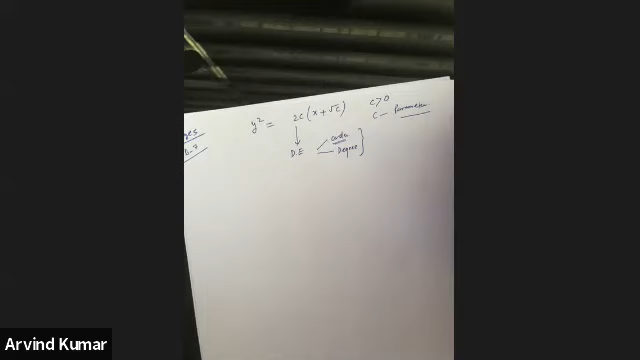 y² = 2c (x + √c) c > 0
c – Parameter
D.E order
Degree
Arvind Kumar